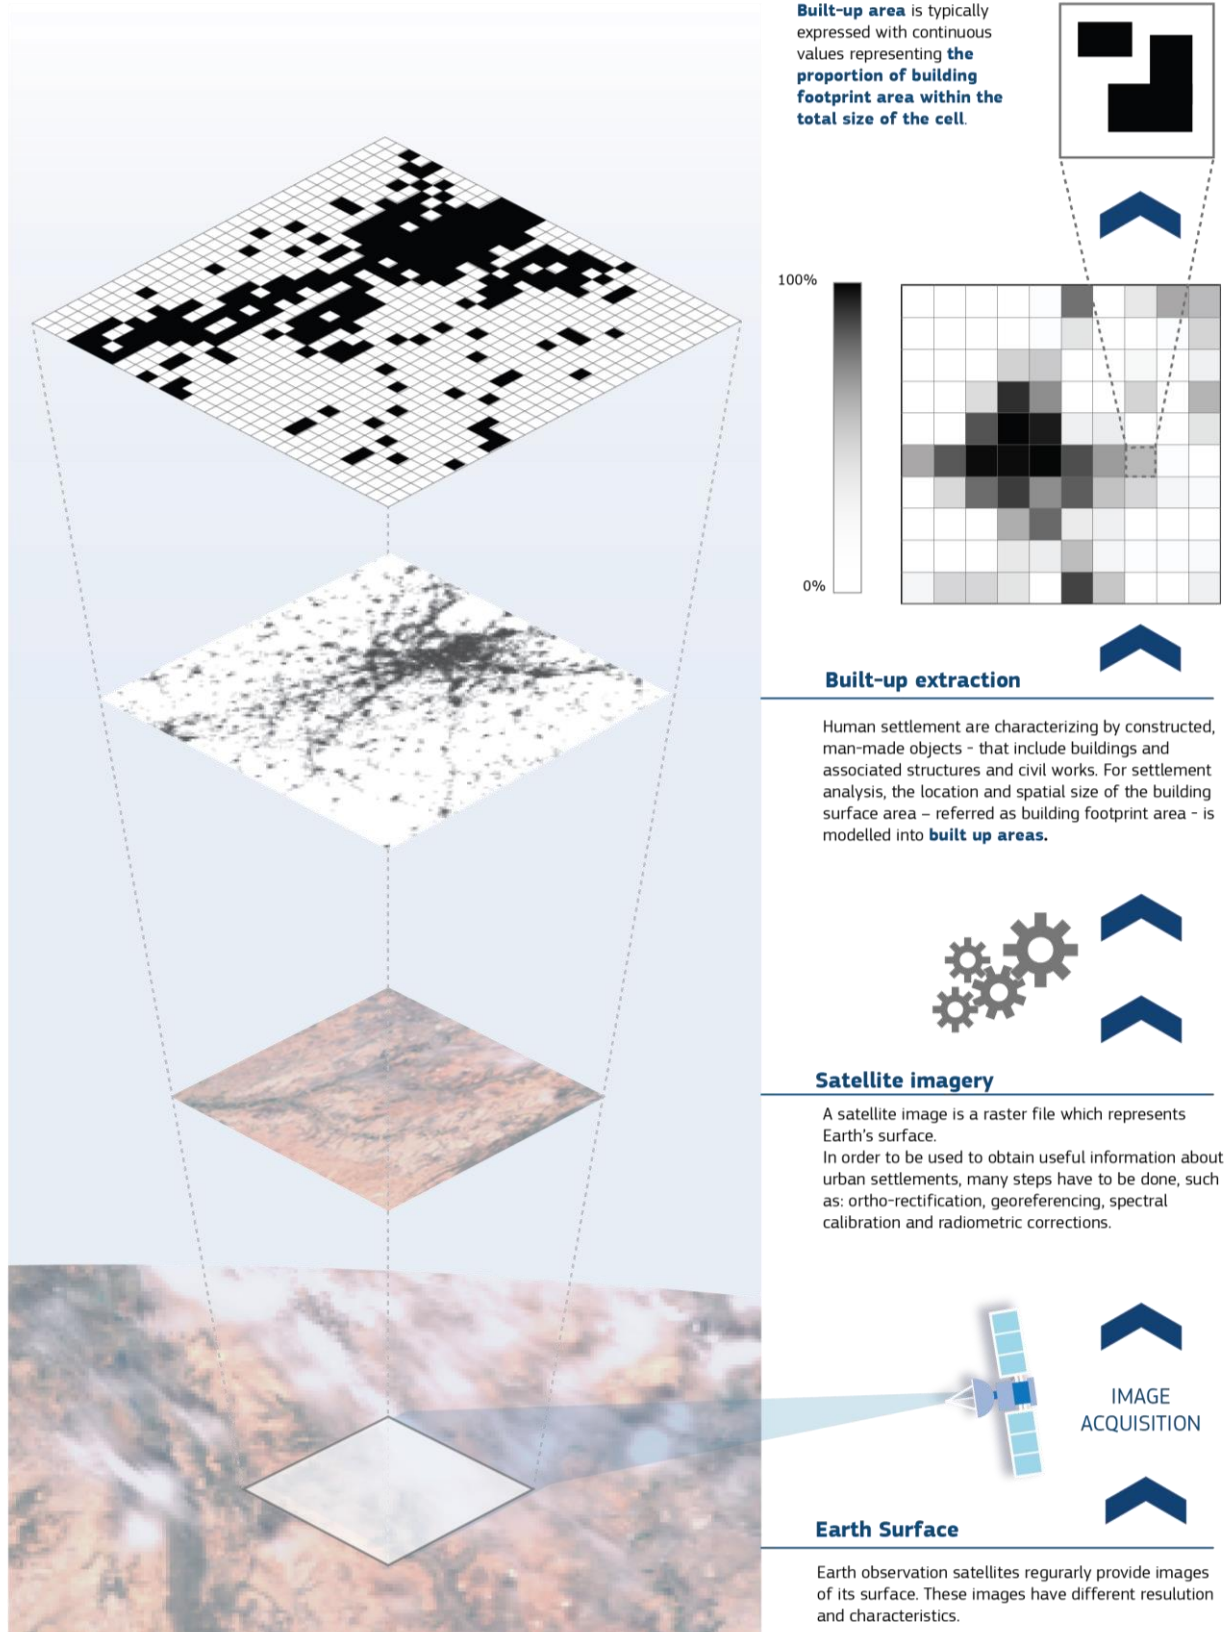 Built-up area is typically
expressed with continuous
values representing the
proportion of building
footprint area within the
total size of the cell.
100%
0%
Built-up extraction
Human settlement are characterizing by constructed,
man-made objects - that include buildings and
associated structures and civil works. For settlement
analysis, the location and spatial size of the building
surface area – referred as building footprint area - is
modelled into built up areas.
Satellite imagery
A satellite image is a raster file which represents
Earth's surface.
In order to be used to obtain useful information about
urban settlements, many steps have to be done, such
as: ortho-rectification, georeferencing, spectral
calibration and radiometric corrections.
IMAGE
ACQUISITION
Earth Surface
Earth observation satellites regurarly provide images
of its surface. These images have different resulution
and characteristics.